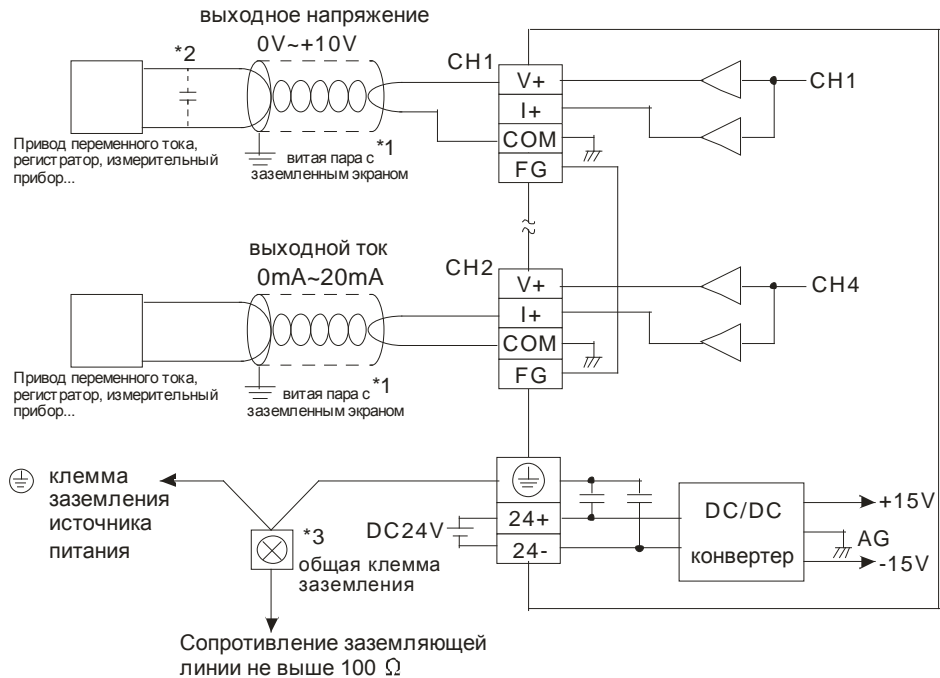 выходное напряжение
0V~+10V
*2
CH1
V+
I+
COM
FG
CH1
Привод переменного тока,
регистратор, измерительный
прибор...
*1
витая пара с
заземленным экраном
выходной ток
0mA~20mA
CH2
V+
I+
COM
FG
CH4
Привод переменного тока,
регистратор, измерительный
прибор...
*1
витая пара с
заземленным экраном
клемма
заземления
источника
питания
*3
общая клемма
заземления
DC24V
24+
24-
DC/DC
конвертер
+15V
AG
-15V
Сопротивление заземляющей
линии не выше 100 Ω